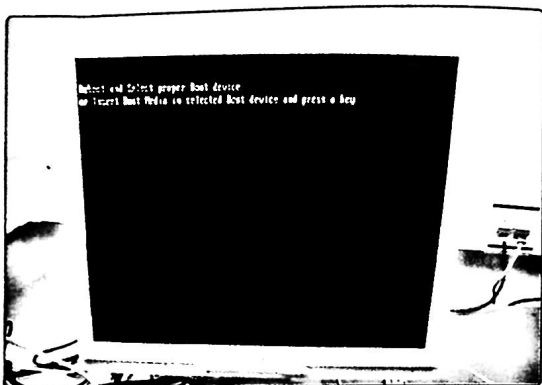 Reboot and Select proper Boot device
or Insert Boot Media in selected Boot device and press a key